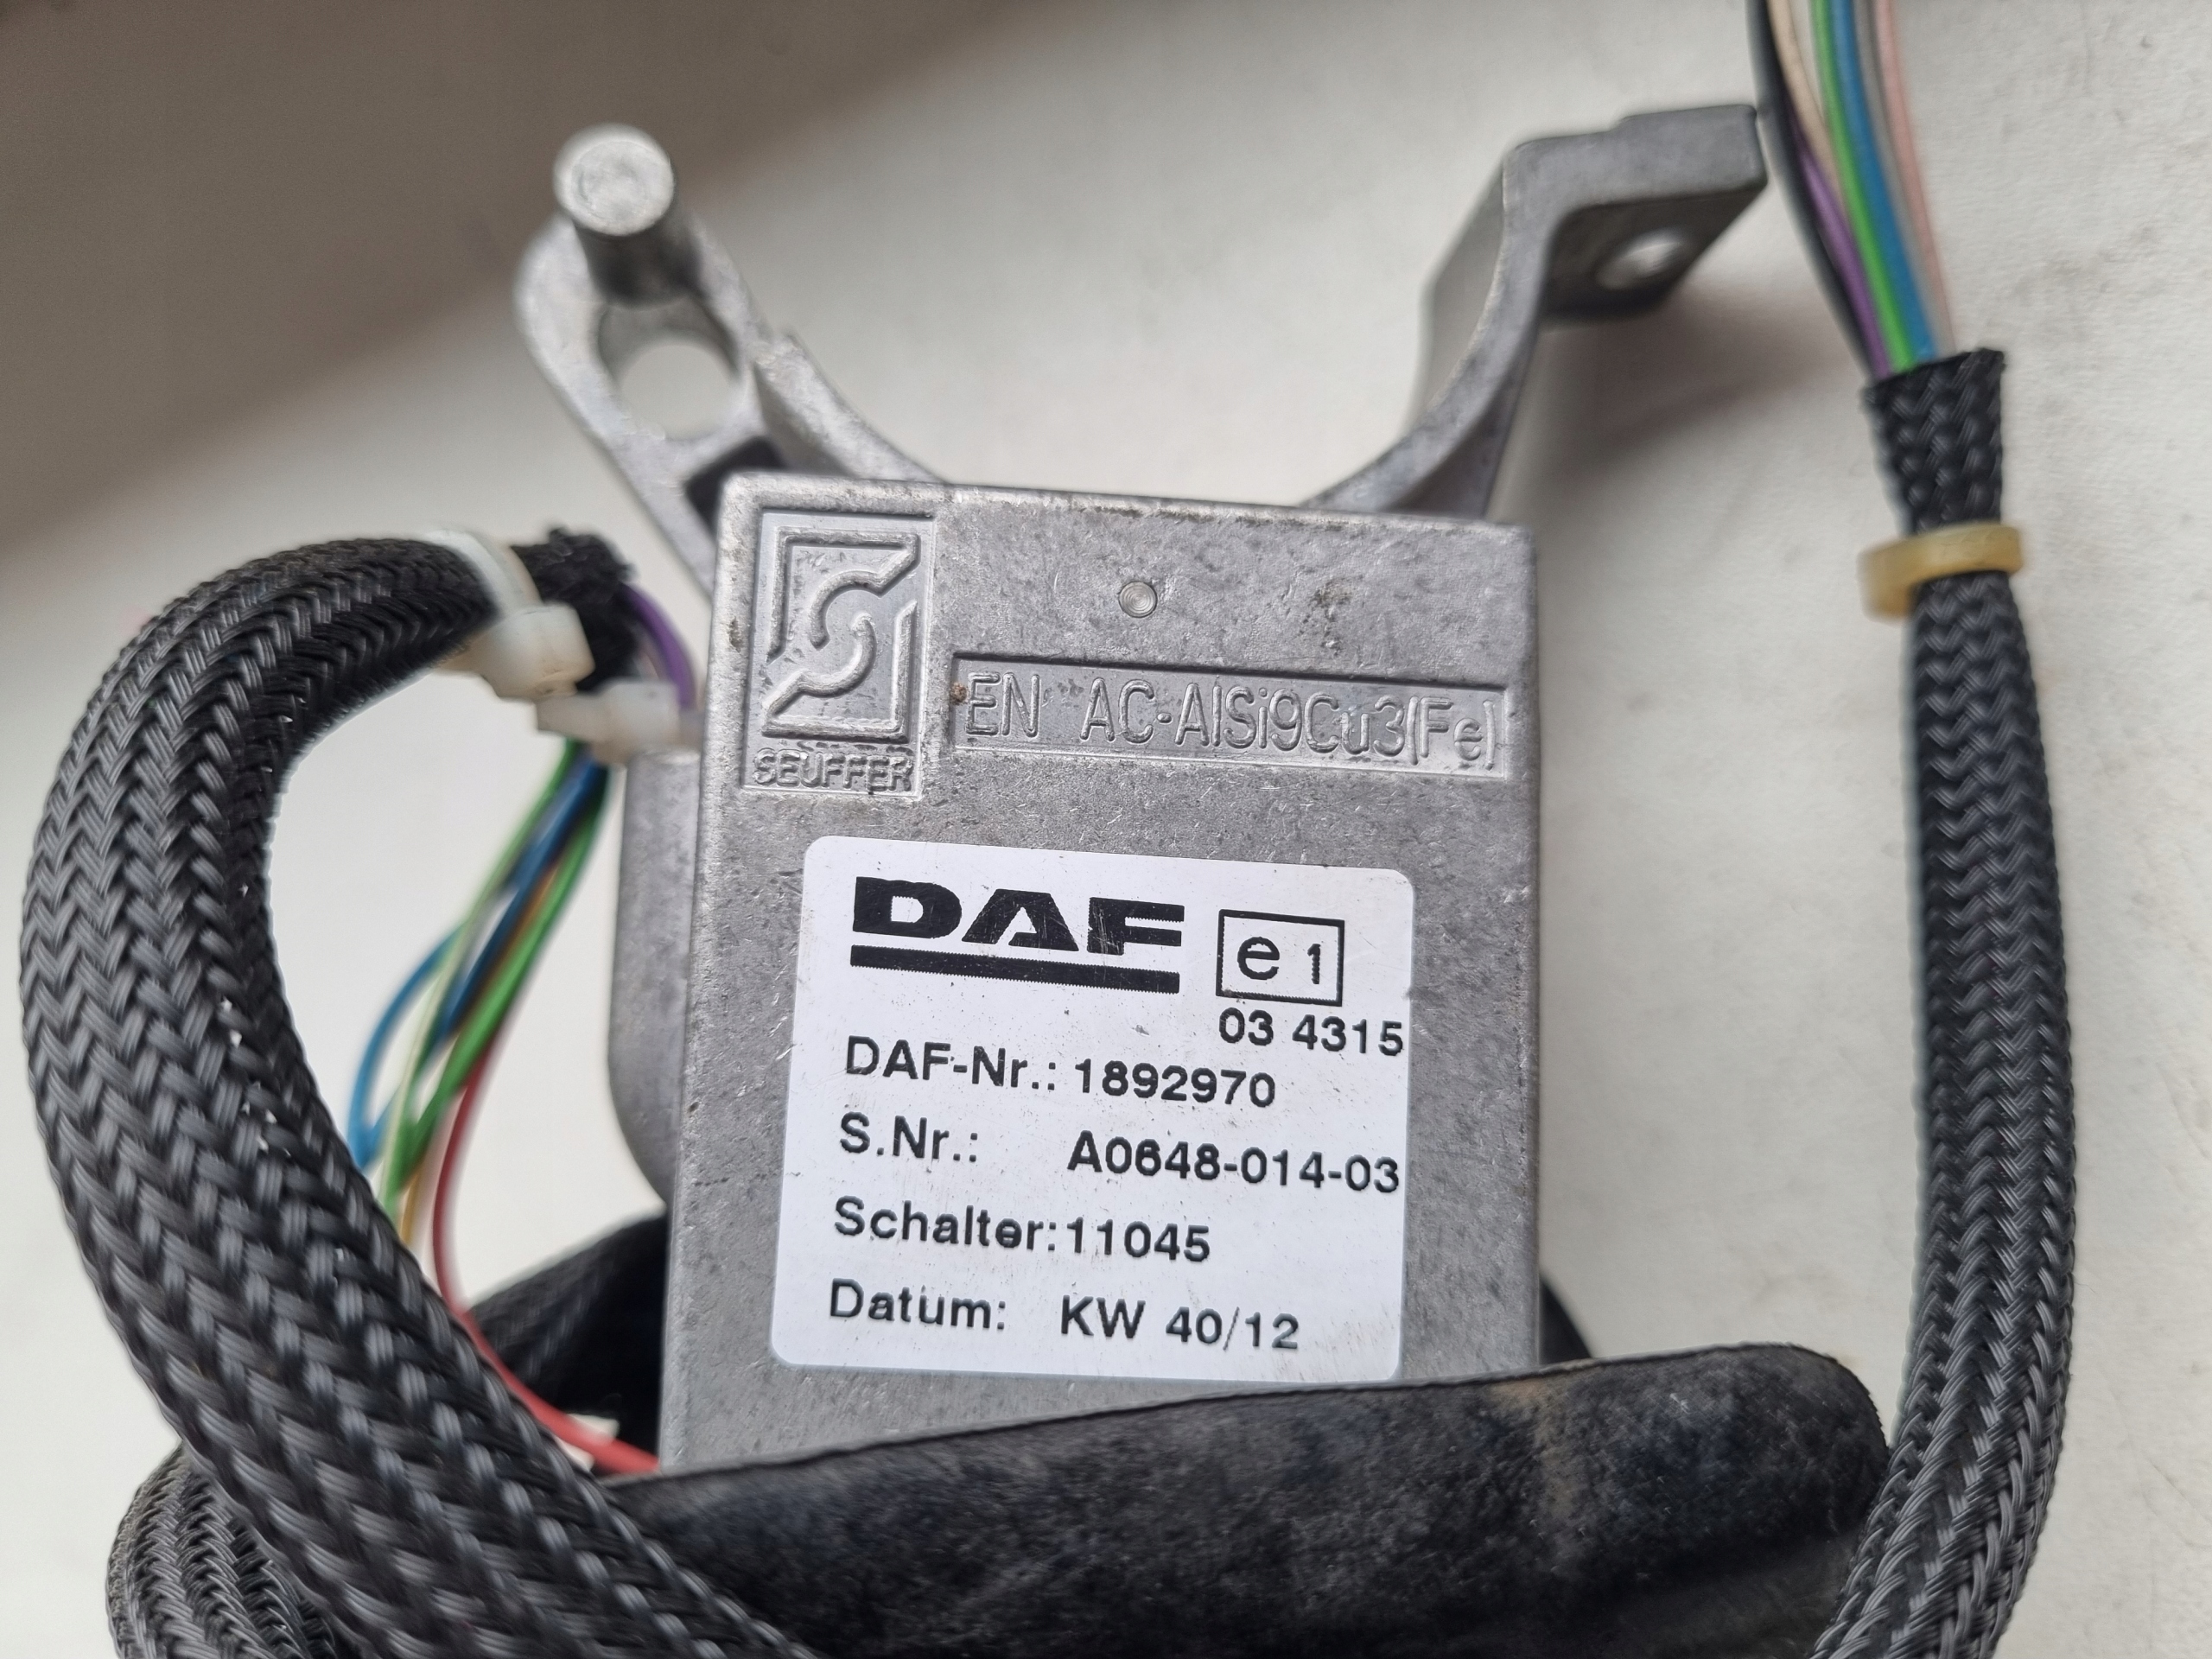 SEUFFER
EN AC-AlSi9Cu3(Fe)
DAF e1
03 4315
DAF-Nr.: 1892970
S.Nr.: A0648-014-03
Schalter: 11045
Datum: KW 40/12